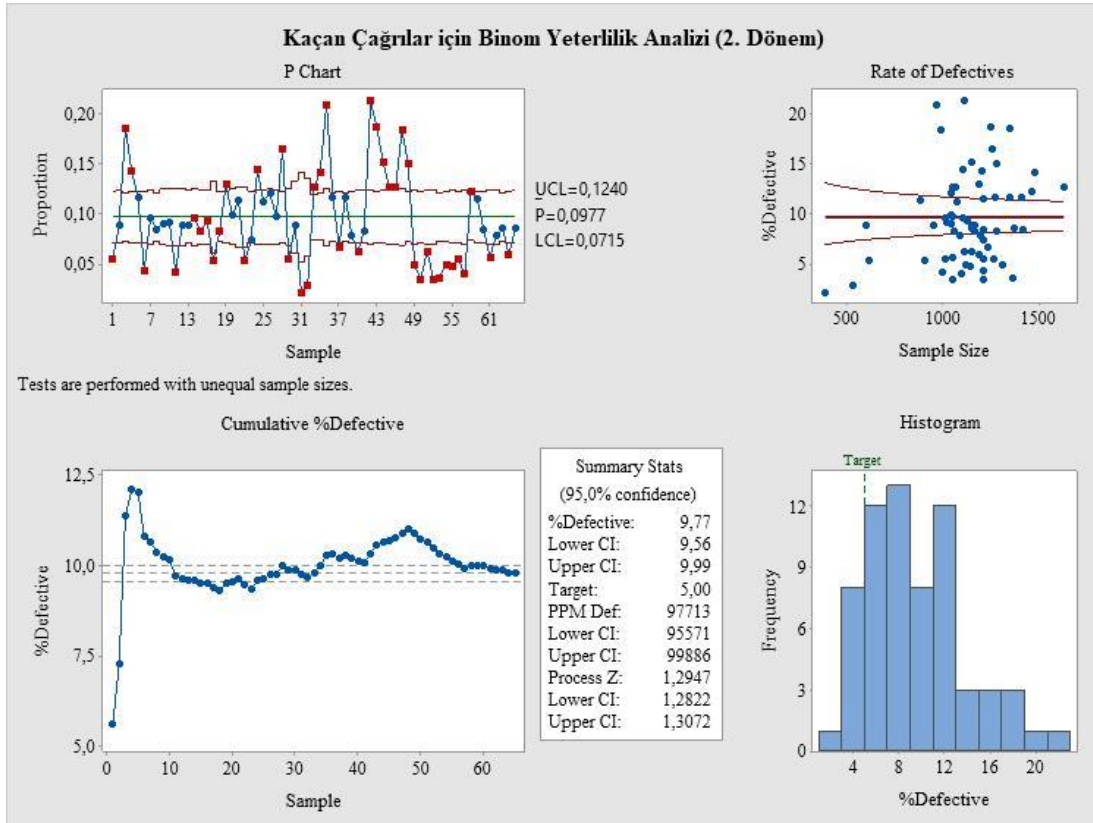 Kaçan Çağrılar için Binom Yeterlilik Analizi (2. Dönem)
P Chart
Proportion
0,20
0,15
0,10
0,05
1 7 13 19 25 31 37 43 49 55 61
Sample
UCL=0,1240
P=0,0977
LCL=0,0715
Rate of Defectives
%Defective
20
15
10
5
500 1000 1500
Sample Size
Tests are performed with unequal sample sizes.
Cumulative %Defective
%Defective
12,5
10,0
7,5
5,0
0 10 20 30 40 50 60
Sample
Summary Stats
(95,0% confidence)
%Defective: 9,77
Lower CI: 9,56
Upper CI: 9,99
Target: 5,00
PPM Def: 97713
Lower CI: 95571
Upper CI: 99886
Process Z: 1,2947
Lower CI: 1,2822
Upper CI: 1,3072
Histogram
Target
Frequency
12
9
6
3
0
4 8 12 16 20
%Defective